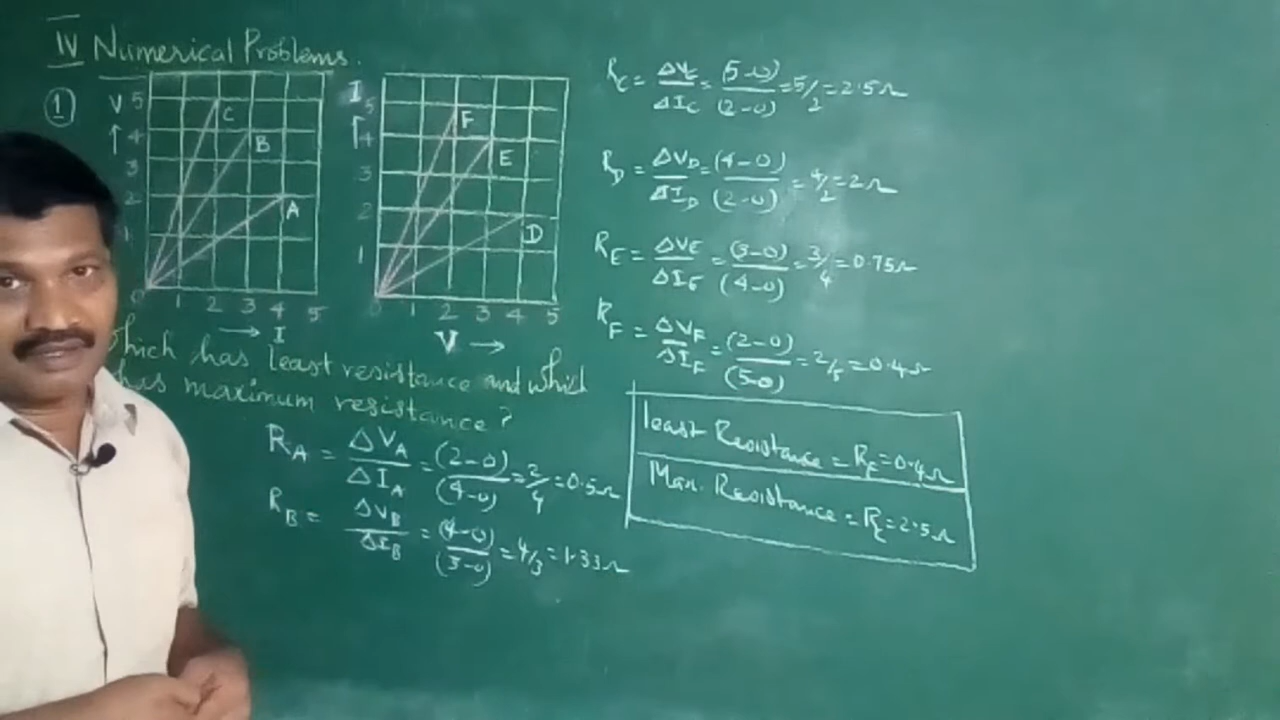 IV Numerical Problems.
1
V 5 4 3 2 1 0
C
B
A
1 2 3 4 5
→ I
I 5 4 3 2 1 0
F
E
D
1 2 3 4 5
V →
Which has least resistance and which
has maximum resistance?
R_A = ΔV_A/ΔI_A = (2-0)/(4-0) = 2/4 = 0.5Ω
R_B = ΔV_B/ΔI_B = (4-0)/(3-0) = 4/3 = 1.33Ω
R_C = ΔV_C/ΔI_C = (5-0)/(2-0) = 5/2 = 2.5Ω
R_D = ΔV_D/ΔI_D = (4-0)/(2-0) = 4/2 = 2Ω
R_E = ΔV_E/ΔI_E = (3-0)/(4-0) = 3/4 = 0.75Ω
R_F = ΔV_F/ΔI_F = (2-0)/(5-0) = 2/5 = 0.4Ω
least Resistance = R_F = 0.4Ω
Max. Resistance = R_C = 2.5Ω